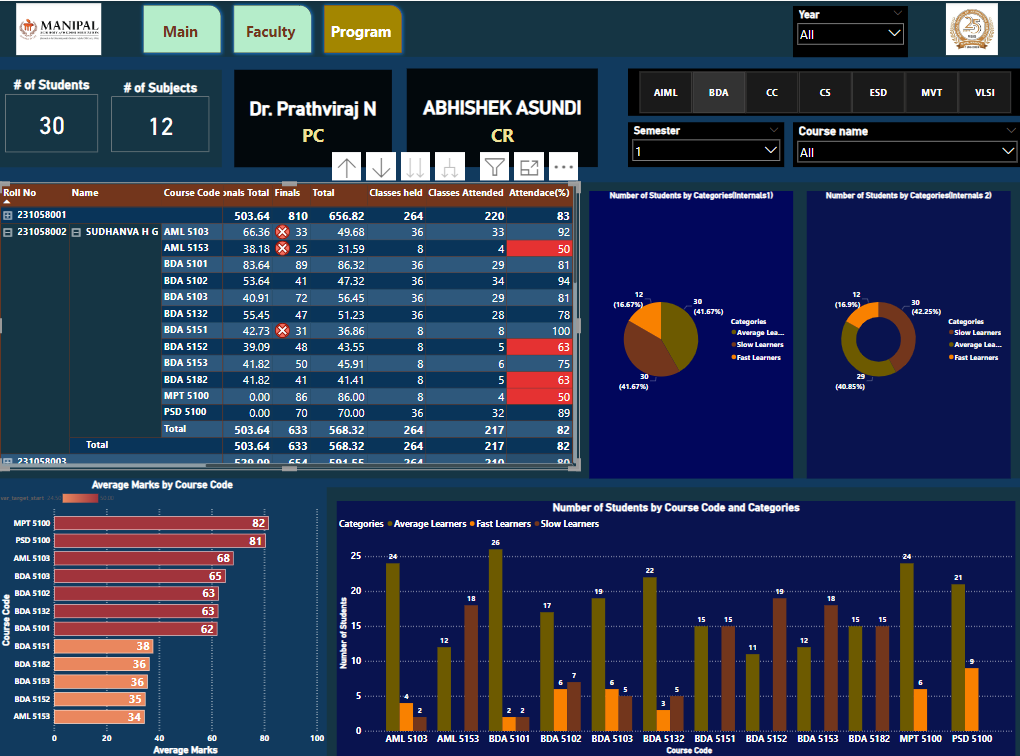 MANIPAL
Main
Faculty
Program
Year
All
25
# of Students
30
# of Subjects
12
Dr. Prathviraj N
PC
ABHISHEK ASUNDI
CR
AIML
BDA
CC
CS
ESD
MVT
VLSI
Semester
1
Course name
All
Roll No Name Course Code onals Total Finals Total Classes held Classes Attended Attendace(%)
231058001 503.64 810 656.82 264 220 83
231058002 SUDHANVA H G AML 5103 66.36 33 49.68 36 33 92
AML 5153 38.18 25 31.59 8 4 50
BDA 5101 83.64 89 86.32 36 29 81
BDA 5102 53.64 41 47.32 36 34 94
BDA 5103 40.91 72 56.45 36 29 81
BDA 5132 55.45 47 51.23 36 28 78
BDA 5151 42.73 31 36.86 8 8 100
BDA 5152 39.09 48 43.55 8 5 63
BDA 5153 41.82 50 45.91 8 6 75
BDA 5182 41.82 41 41.41 8 5 63
MPT 5100 0.00 86 86.00 8 4 50
PSD 5100 0.00 70 70.00 36 32 89
Total 503.64 633 568.32 264 217 82
Total 503.64 633 568.32 264 217 82
231058003 529.09 654 591.55 264 210 80
Number of Students by Categories(Internals1)
12
(16.67%)
30
(41.67%)
30
(41.67%)
Categories
Average Lea...
Slow Learners
Fast Learners
Number of Students by Categories(Internals 2)
12
(16.9%)
30
(42.25%)
29
(40.85%)
Categories
Slow Learners
Average Lea...
Fast Learners
Average Marks by Course Code
Course Code
MPT 5100 82
PSD 5100 81
AML 5103 68
BDA 5103 65
BDA 5102 63
BDA 5132 63
BDA 5101 62
BDA 5151 38
BDA 5182 36
BDA 5153 36
BDA 5152 35
AML 5153 34
0 20 40 60 80 100
Average Marks
Number of Students by Course Code and Categories
Categories Average Learners Fast Learners Slow Learners
Number of Students
25
20
15
10
5
0
24 4 2
12 18
26 2 2
17 6 7
19 6 5
22 3 5
15 15
11 19
12 18
15 15
24 6
21 9
AML 5103 AML 5153 BDA 5101 BDA 5102 BDA 5103 BDA 5132 BDA 5151 BDA 5152 BDA 5153 BDA 5182 MPT 5100 PSD 5100
Course Code